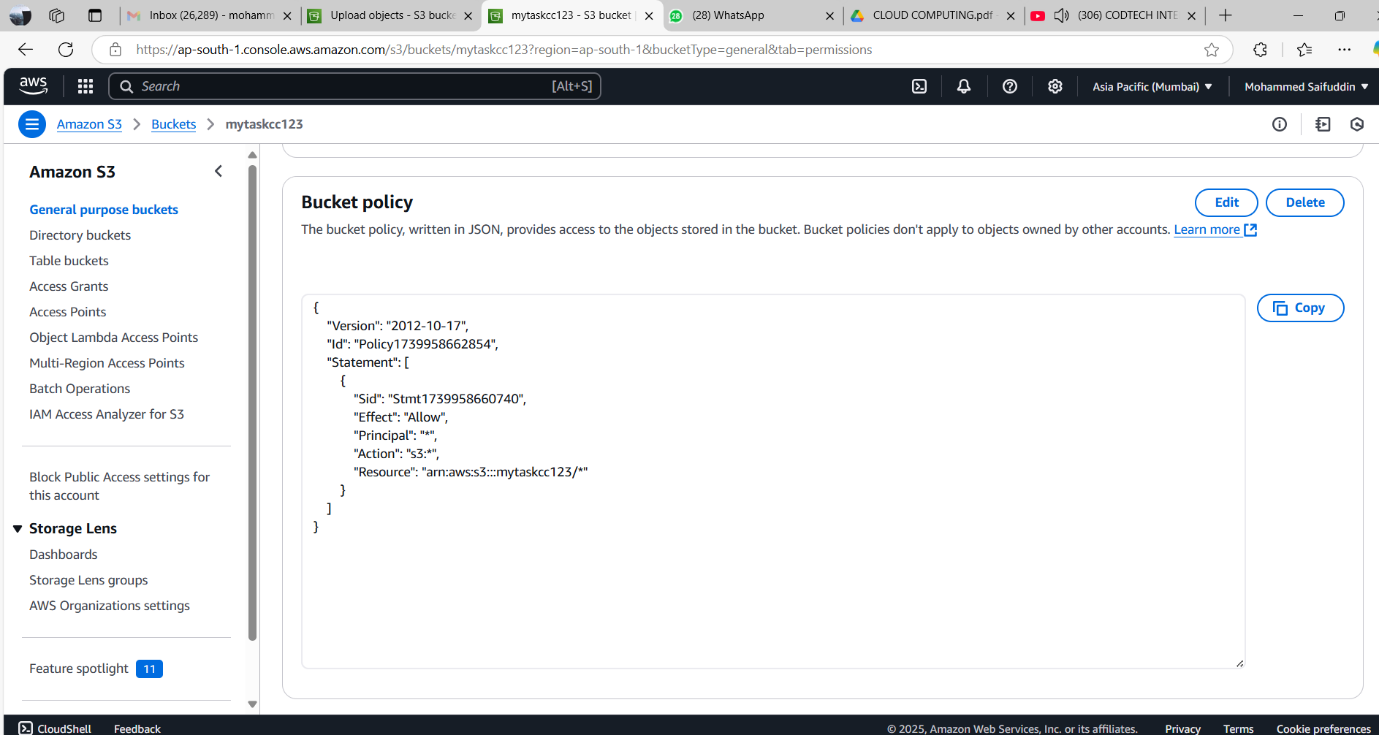 Inbox (26,289) - mohamm
Upload objects - S3 bucke
mytaskcc123 - S3 bucket
28
(28) WhatsApp
CLOUD COMPUTING.pdf
(306) CODTECH INTE
https://ap-south-1.console.aws.amazon.com/s3/buckets/mytaskcc123?region=ap-south-1&bucketType=general&tab=permissions
aws
Search
[Alt+S]
Asia Pacific (Mumbai)
Mohammed Saifuddin
Amazon S3 > Buckets > mytaskcc123
Amazon S3
General purpose buckets
Directory buckets
Table buckets
Access Grants
Access Points
Object Lambda Access Points
Multi-Region Access Points
Batch Operations
IAM Access Analyzer for S3
Block Public Access settings for
this account
Storage Lens
Dashboards
Storage Lens groups
AWS Organizations settings
Feature spotlight 11
Bucket policy
Edit
Delete
The bucket policy, written in JSON, provides access to the objects stored in the bucket. Bucket policies don't apply to objects owned by other accounts. Learn more
Copy
{
"Version": "2012-10-17",
"Id": "Policy1739958662854",
"Statement": [
{
"Sid": "Stmt1739958660740",
"Effect": "Allow",
"Principal": "*",
"Action": "s3:*",
"Resource": "arn:aws:s3:::mytaskcc123/*"
}
]
}
CloudShell
Feedback
© 2025, Amazon Web Services, Inc. or its affiliates.
Privacy
Terms
Cookie preferences